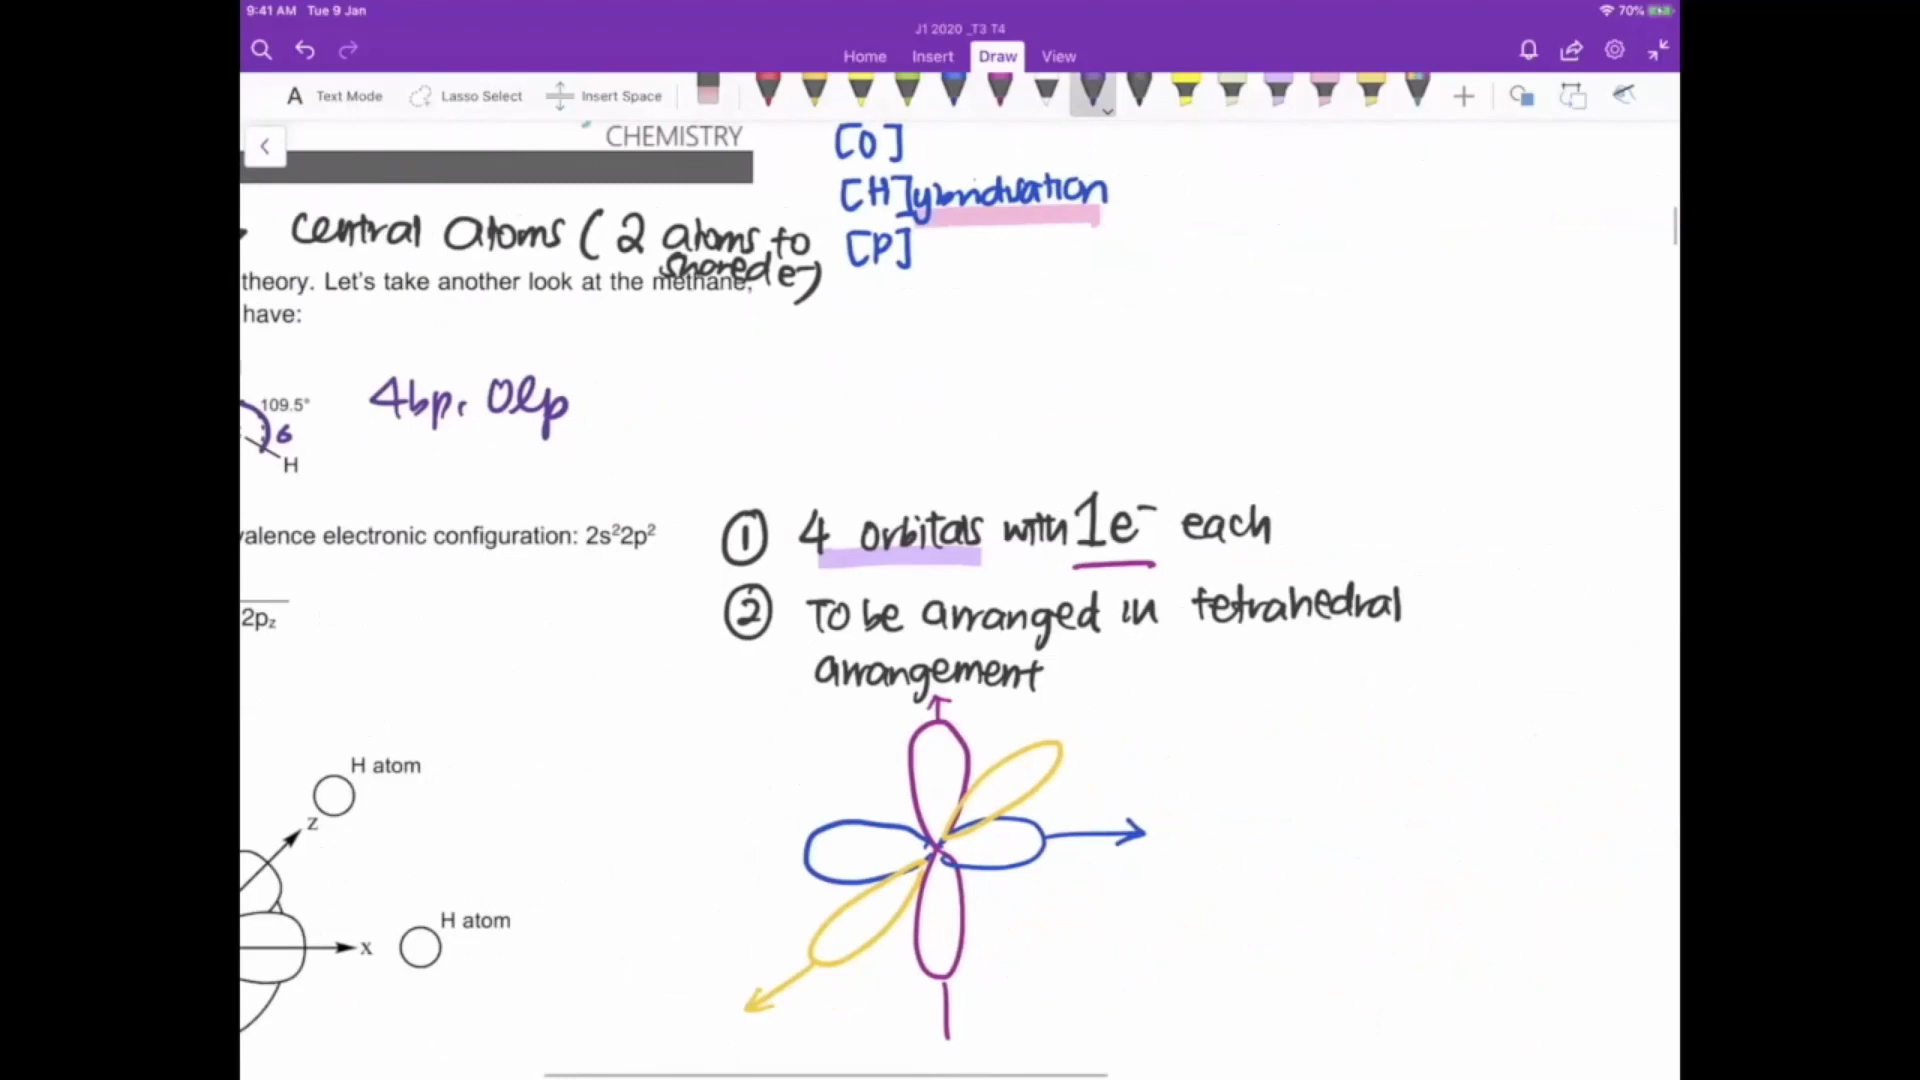 9:41 AM Tue 9 Jan
70%
J1 2020 _T3 T4
Home Insert Draw View
A Text Mode Lasso Select Insert Space
CHEMISTRY
[O]
[H]ybridisation
[P]
Central Atoms ( 2 atoms to
shared e-)
theory. Let's take another look at the methane,
have:
109.5°
H
4bp, 0lp
valence electronic configuration: 2s²2p²
2pz
① 4 orbitals with 1e⁻ each
② To be arranged in tetrahedral
arrangement
H atom
z
H atom
x